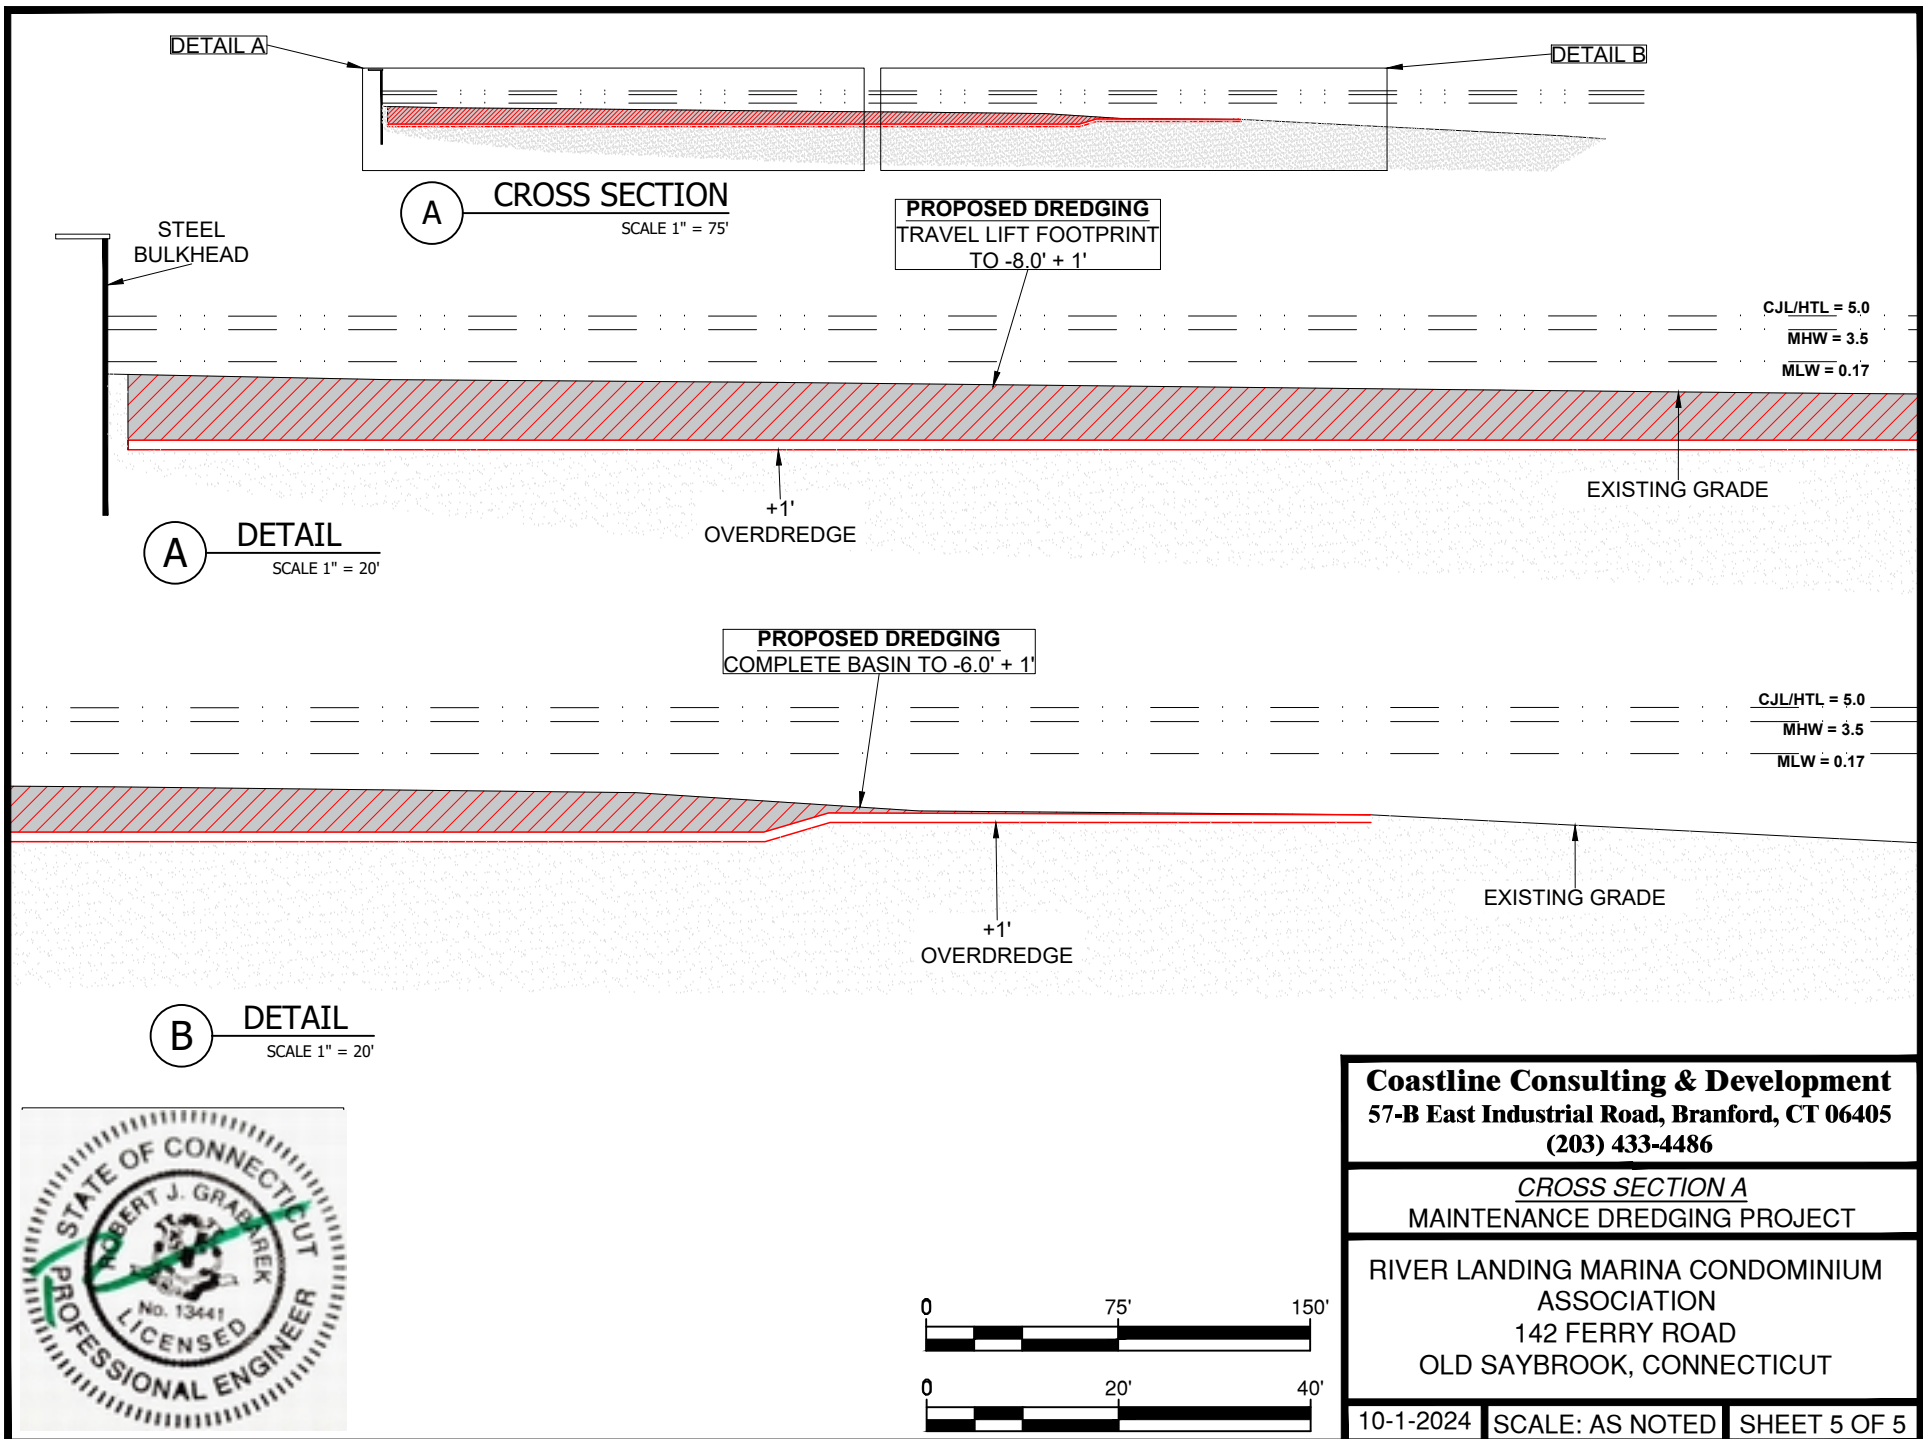 DETAIL A
DETAIL B
A
CROSS SECTION
SCALE 1" = 75'
STEEL
BULKHEAD
PROPOSED DREDGING
TRAVEL LIFT FOOTPRINT
TO -8.0' + 1'
CJL/HTL = 5.0
MHW = 3.5
MLW = 0.17
+1'
OVERDREDGE
EXISTING GRADE
A
DETAIL
SCALE 1" = 20'
PROPOSED DREDGING
COMPLETE BASIN TO -6.0' + 1'
CJL/HTL = 5.0
MHW = 3.5
MLW = 0.17
+1'
OVERDREDGE
EXISTING GRADE
B
DETAIL
SCALE 1" = 20'
STATE OF CONNECTICUT
ROBERT J. GRABAREK
No. 13441
LICENSED
PROFESSIONAL ENGINEER
0 75' 150'
0 20' 40'
Coastline Consulting & Development
57-B East Industrial Road, Branford, CT 06405
(203) 433-4486
CROSS SECTION A
MAINTENANCE DREDGING PROJECT
RIVER LANDING MARINA CONDOMINIUM
ASSOCIATION
142 FERRY ROAD
OLD SAYBROOK, CONNECTICUT
10-1-2024 SCALE: AS NOTED SHEET 5 OF 5